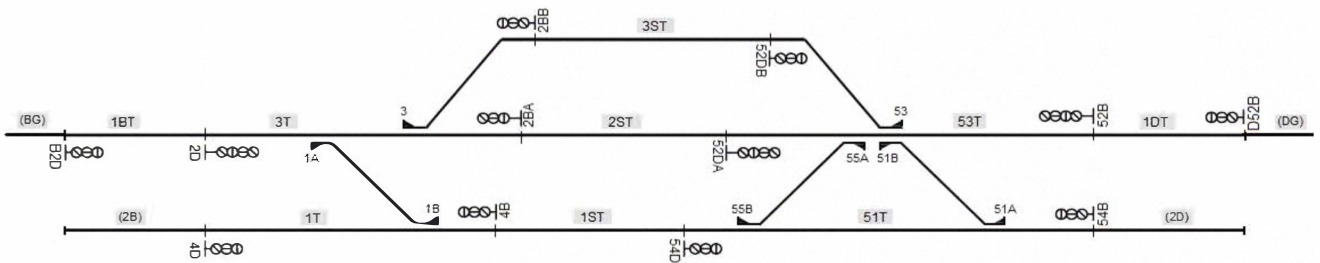 2BB
3ST
52DB
3
53
2BA
52B
D52B
(BG)
1BT
3T
2ST
53T
1DT
(DG)
B2D
2D
1A
52DA
55A
51B
1B
4B
55B
51A
54B
(2B)
1T
1ST
51T
(2D)
4D
54D